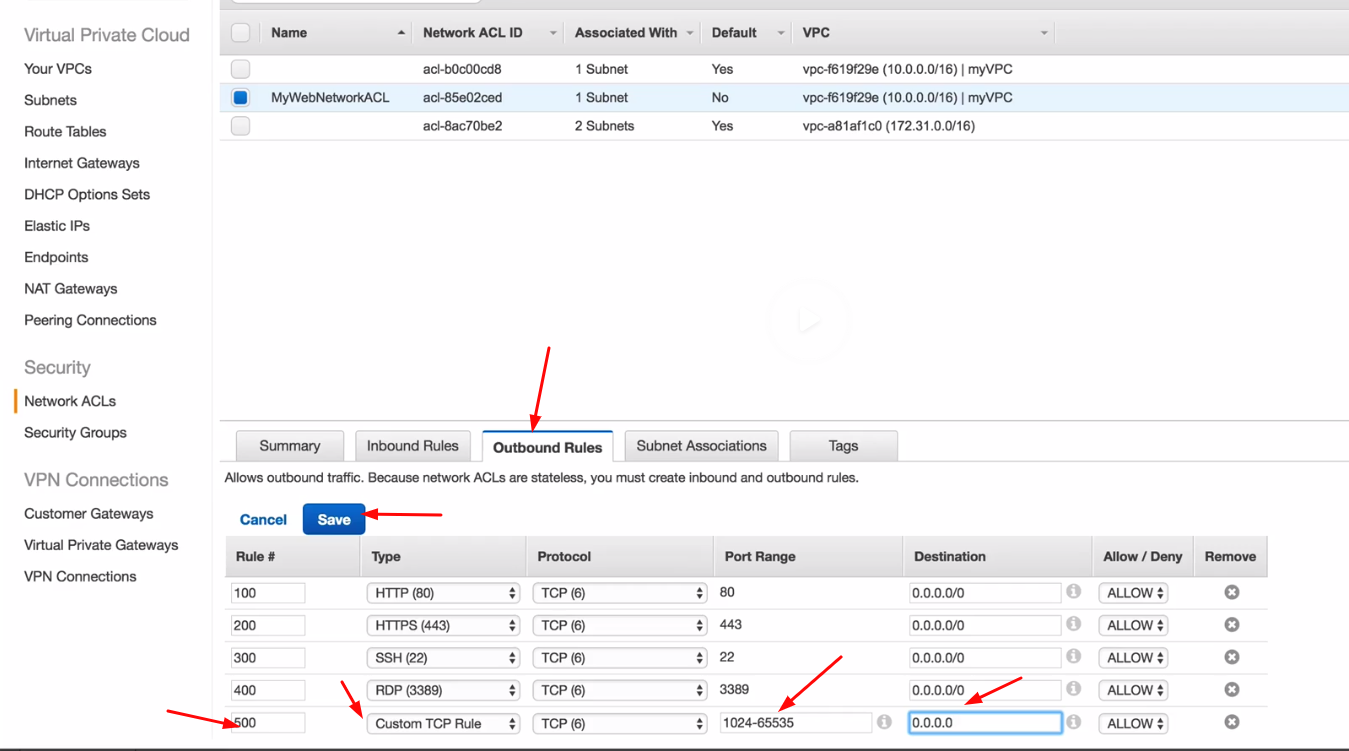 Virtual Private Cloud
Your VPCs
Subnets
Route Tables
Internet Gateways
DHCP Options Sets
Elastic IPs
Endpoints
NAT Gateways
Peering Connections
Security
Network ACLs
Security Groups
VPN Connections
Customer Gateways
Virtual Private Gateways
VPN Connections
Name Network ACL ID Associated With Default VPC
acl-b0c00cd8 1 Subnet Yes vpc-f619f29e (10.0.0.0/16) | myVPC
MyWebNetworkACL acl-85e02ced 1 Subnet No vpc-f619f29e (10.0.0.0/16) | myVPC
acl-8ac70be2 2 Subnets Yes vpc-a81af1c0 (172.31.0.0/16)
Summary Inbound Rules Outbound Rules Subnet Associations Tags
Allows outbound traffic. Because network ACLs are stateless, you must create inbound and outbound rules.
Cancel Save
Rule # Type Protocol Port Range Destination Allow / Deny Remove
100 HTTP (80) TCP (6) 80 0.0.0.0/0 ALLOW
200 HTTPS (443) TCP (6) 443 0.0.0.0/0 ALLOW
300 SSH (22) TCP (6) 22 0.0.0.0/0 ALLOW
400 RDP (3389) TCP (6) 3389 0.0.0.0/0 ALLOW
500 Custom TCP Rule TCP (6) 1024-65535 0.0.0.0 ALLOW